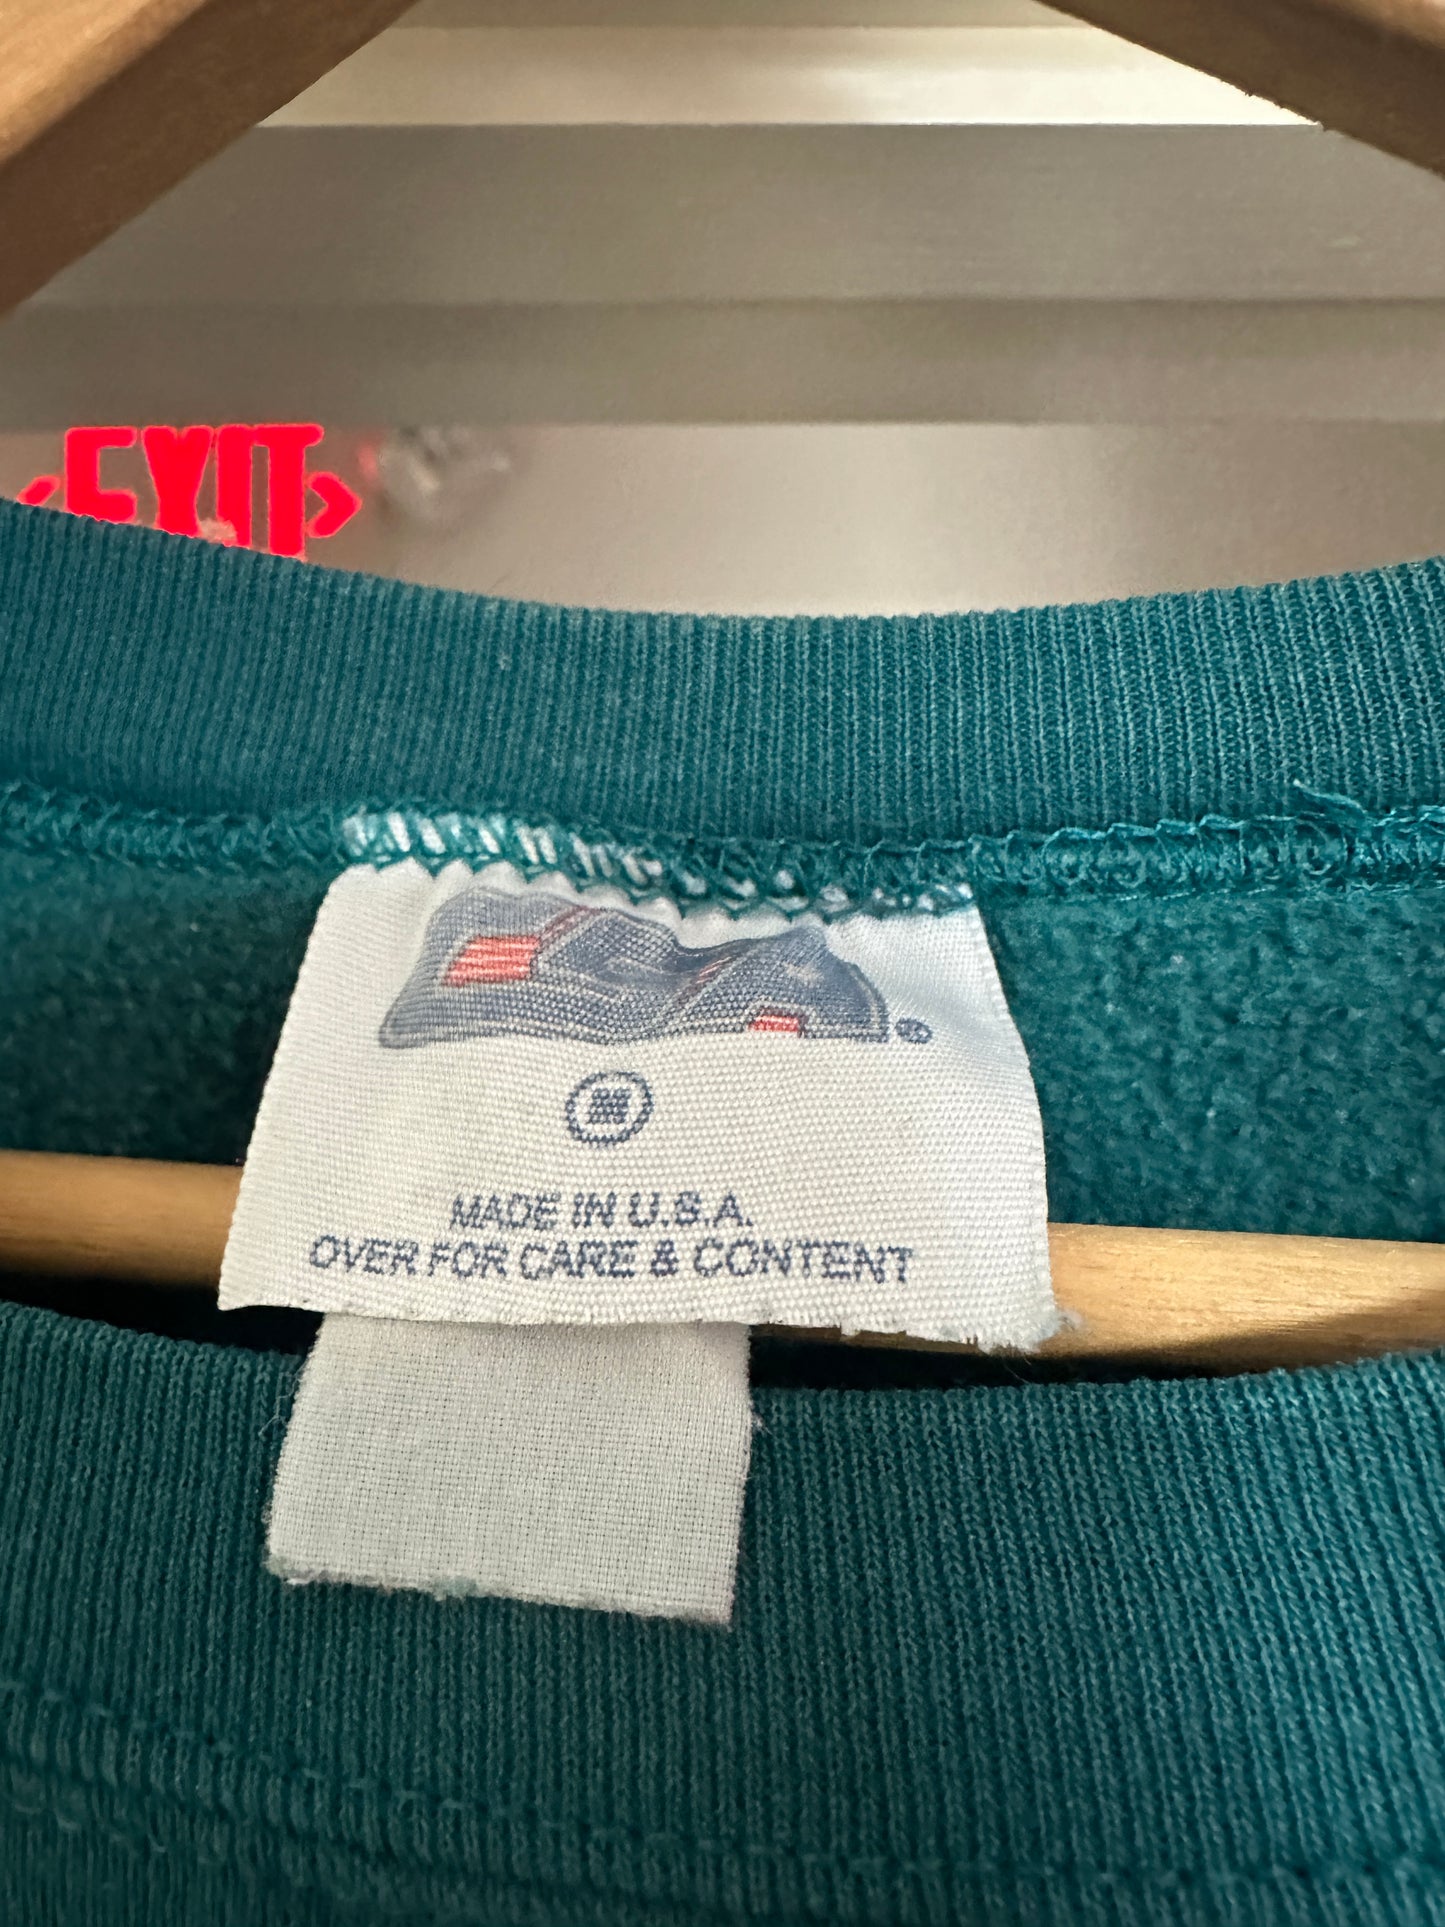 EXIT
M
MADE IN U.S.A.
OVER FOR CARE & CONTENT